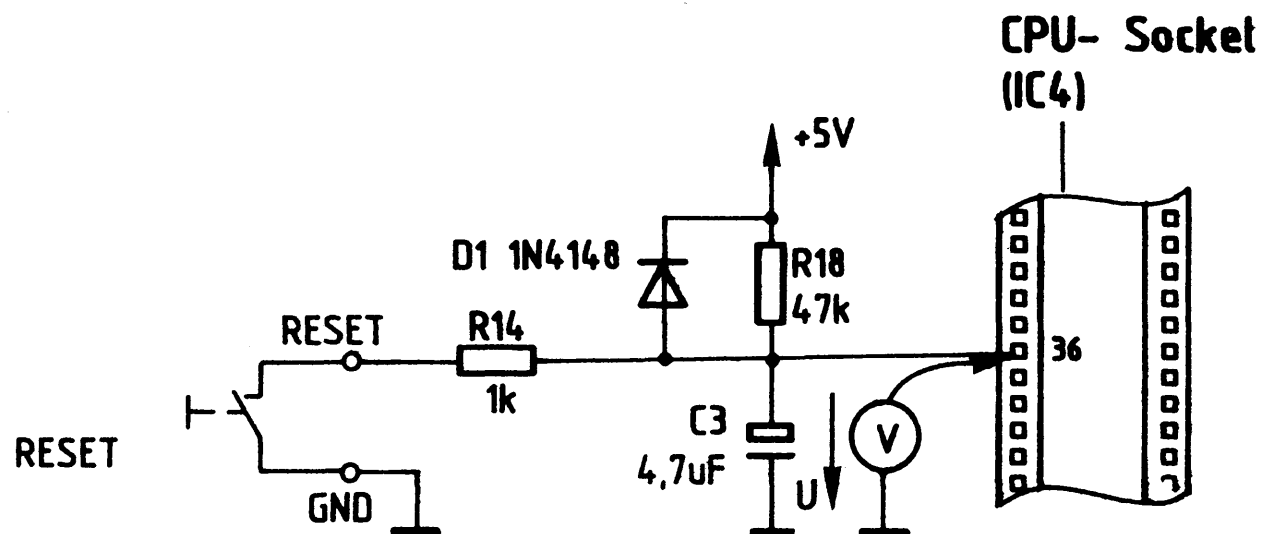 CPU- Socket
(IC4)
+5V
D1 1N4148
R18
47k
RESET
R14
1k
36
RESET
GND
C3
4,7uF
U
V